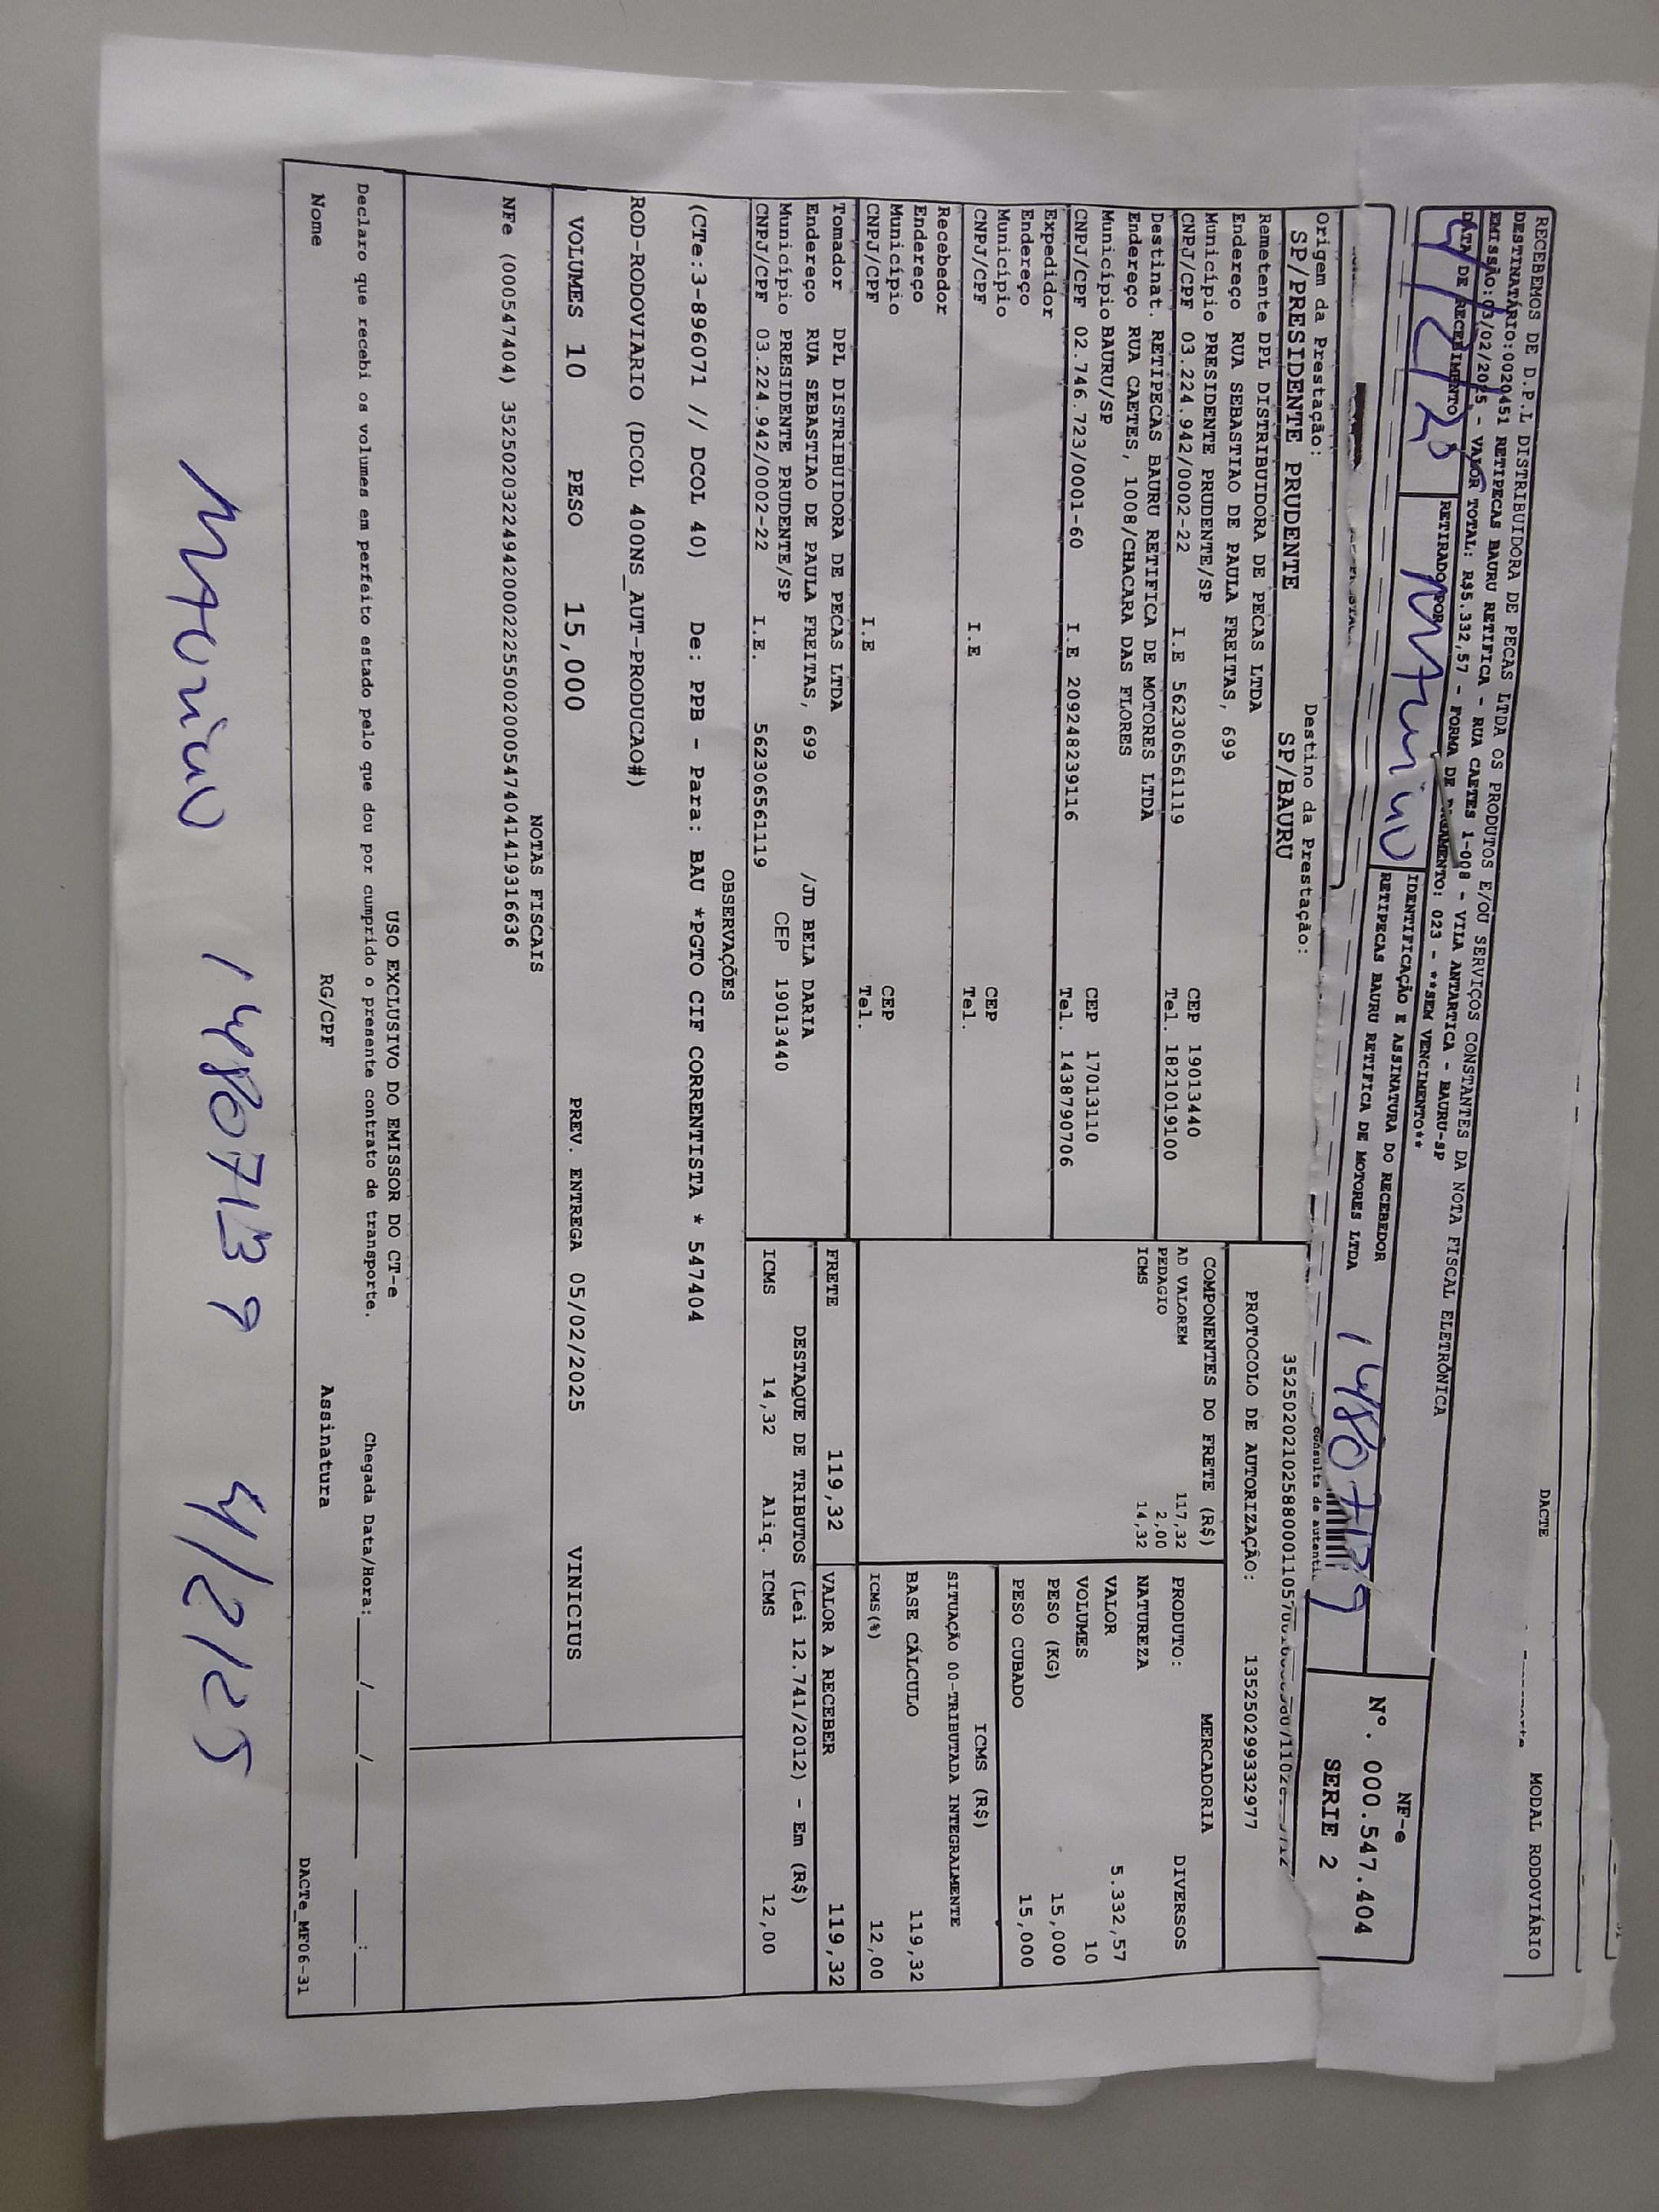 DACTE MODAL RODOVIÁRIO
RECEBEMOS DE D.P.L DISTRIBUIDORA DE PECAS LTDA OS PRODUTOS E/OU SERVIÇOS CONSTANTES DA NOTA FISCAL ELETRÔNICA
DESTINATÁRIO:0020451 RETIPECAS BAURU RETIFICA - RUA CAETES 1-008 - VILA ANTARTICA - BAURU-SP
EMISSÃO:03/02/2025 - VALOR TOTAL: R$5.332,57 - FORMA DE PAGAMENTO: 023 - **SEM VENCIMENTO**
NF-e
Nº. 000.547.404
SERIE 2
DATA DE RECEBIMENTO
RETIRADO POR
IDENTIFICAÇÃO E ASSINATURA DO RECEBEDOR
RETIPECAS BAURU RETIFICA DE MOTORES LTDA
4/2/25
14807139
Origem da Prestação: Destino da Prestação:
SP/PRESIDENTE PRUDENTE SP/BAURU
PROTOCOLO DE AUTORIZAÇÃO: 135250299332977
Remetente DPL DISTRIBUIDORA DE PECAS LTDA
Endereço RUA SEBASTIAO DE PAULA FREITAS, 699
Município PRESIDENTE PRUDENTE/SP CEP 19013440
CNPJ/CPF 03.224.942/0002-22 I.E 562306561119 Tel. 1821019100
Destinat. RETIPECAS BAURU RETIFICA DE MOTORES LTDA
Endereço RUA CAETES, 1008/CHACARA DAS FLORES
Município BAURU/SP CEP 17013110
CNPJ/CPF 02.746.723/0001-60 I.E 209248239116 Tel. 1438790706
Expedidor
Endereço
Município CEP
CNPJ/CPF I.E Tel.
Recebedor
Endereço
Município CEP
CNPJ/CPF I.E Tel.
Tomador DPL DISTRIBUIDORA DE PECAS LTDA
Endereço RUA SEBASTIAO DE PAULA FREITAS, 699 /JD BELA DARIA
Município PRESIDENTE PRUDENTE/SP CEP 19013440
CNPJ/CPF 03.224.942/0002-22 I.E. 562306561119
COMPONENTES DO FRETE (R$)
AD VALOREM 117,32
PEDAGIO 2,00
ICMS 14,32
MERCADORIA
PRODUTO: DIVERSOS
NATUREZA
VALOR 5.332,57
VOLUMES 10
PESO (KG) 15,000
PESO CUBADO 15,000
ICMS (R$)
SITUAÇÃO 00-TRIBUTADA INTEGRALMENTE
BASE CÁLCULO 119,32
ICMS(%) 12,00
FRETE 119,32 VALOR A RECEBER 119,32
DESTAQUE DE TRIBUTOS (Lei 12.741/2012) - Em (R$)
ICMS 14,32 Aliq. ICMS 12,00
OBSERVAÇÕES
(CTe:3-896071 // DCOL 40) De: PPB - Para: BAU *PGTO CIF CORRENTISTA * 547404
ROD-RODOVIARIO (DCOL 400NS_AUT-PRODUCAO#)
VOLUMES 10 PESO 15,000 PREV. ENTREGA 05/02/2025 VINICIUS
NOTAS FISCAIS
NFe (000547404) 35250203224942000222550020005474041419316636
USO EXCLUSIVO DO EMISSOR DO CT-e
Declaro que recebi os volumes em perfeito estado pelo que dou por cumprido o presente contrato de transporte. Chegada Data/Hora:____/____/____ ____:____
Nome RG/CPF Assinatura
DACTe_MF06-31
14807139 4/2/25